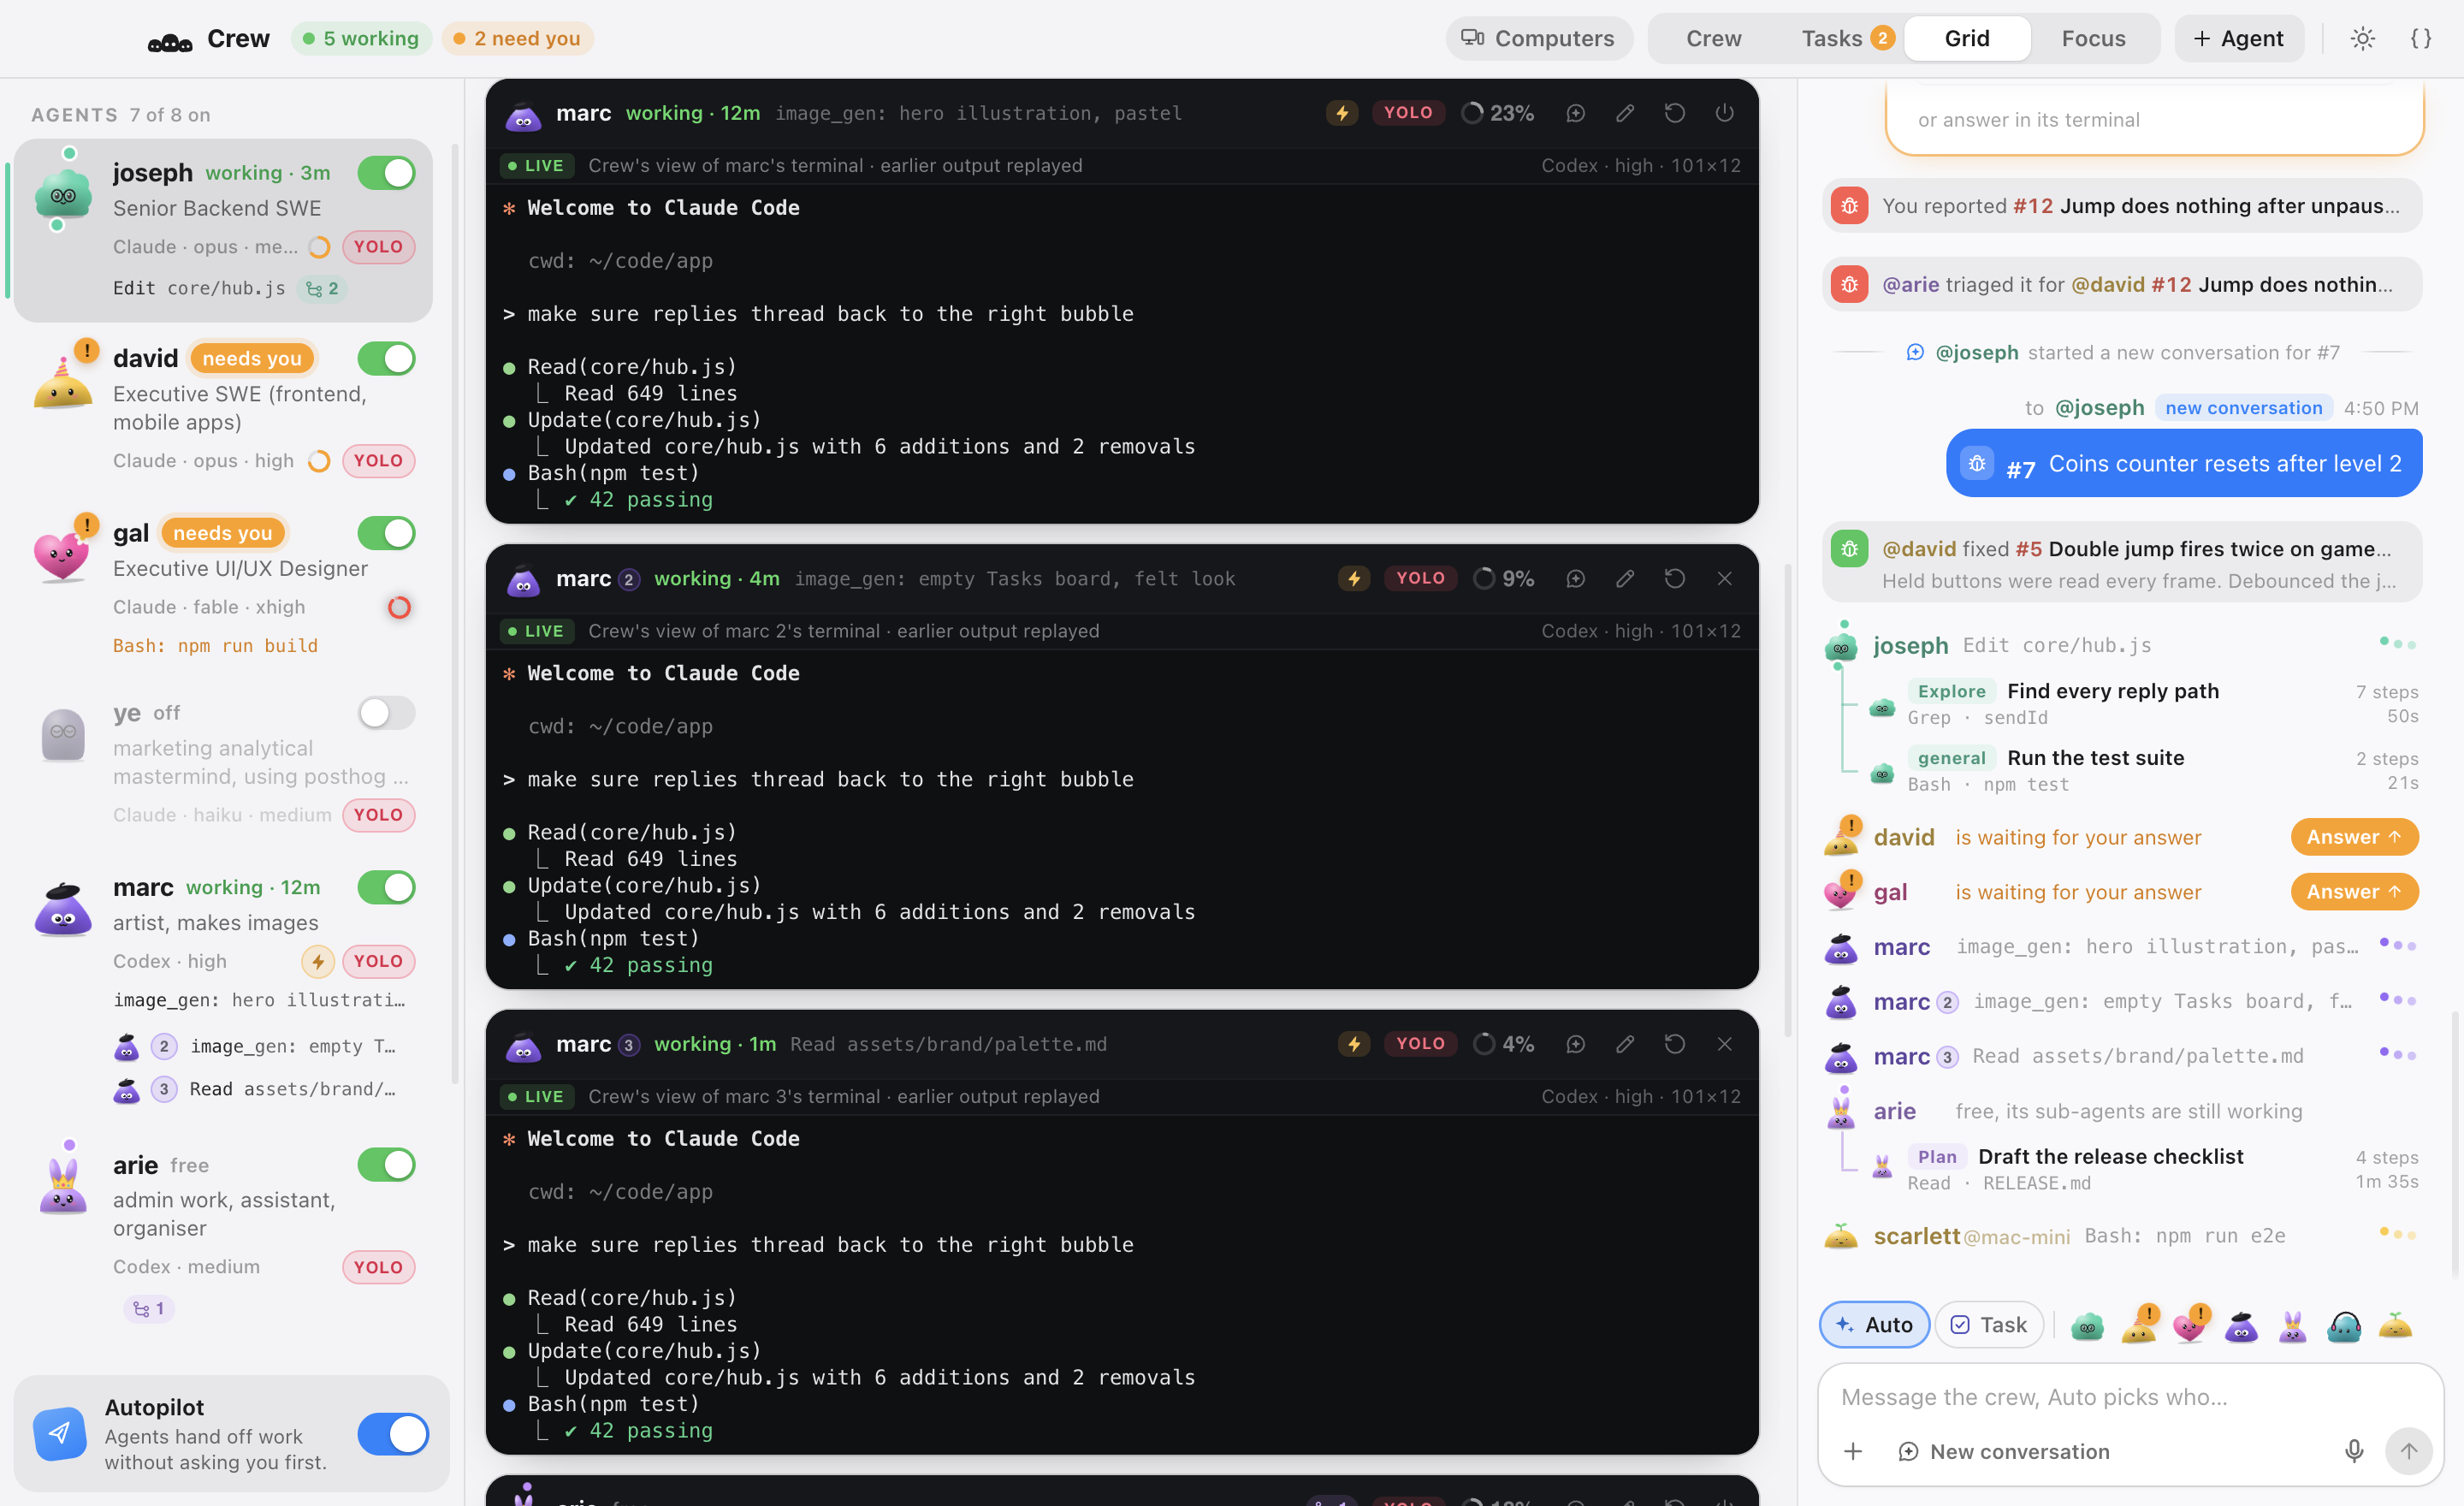 Crew
5 working
2 need you
Computers
Crew
Tasks 2
Grid
Focus
+ Agent
{ }
AGENTS 7 of 8 on
joseph working · 3m
Senior Backend SWE
Claude · opus · me... YOLO
Edit core/hub.js 2
! david needs you
Executive SWE (frontend,
mobile apps)
Claude · opus · high YOLO
! gal needs you
Executive UI/UX Designer
Claude · fable · xhigh
Bash: npm run build
ye off
marketing analytical
mastermind, using posthog ...
Claude · haiku · medium YOLO
marc working · 12m
artist, makes images
Codex · high YOLO
image_gen: hero illustrati...
2 image_gen: empty T...
3 Read assets/brand/...
arie free
admin work, assistant,
organiser
Codex · medium YOLO
1
Autopilot
Agents hand off work
without asking you first.
marc working · 12m image_gen: hero illustration, pastel YOLO 23%
LIVE Crew's view of marc's terminal · earlier output replayed Codex · high · 101×12
* Welcome to Claude Code
cwd: ~/code/app
> make sure replies thread back to the right bubble
● Read(core/hub.js)
⎿ Read 649 lines
● Update(core/hub.js)
⎿ Updated core/hub.js with 6 additions and 2 removals
● Bash(npm test)
⎿ ✔ 42 passing
marc 2 working · 4m image_gen: empty Tasks board, felt look YOLO 9%
LIVE Crew's view of marc 2's terminal · earlier output replayed Codex · high · 101×12
* Welcome to Claude Code
cwd: ~/code/app
> make sure replies thread back to the right bubble
● Read(core/hub.js)
⎿ Read 649 lines
● Update(core/hub.js)
⎿ Updated core/hub.js with 6 additions and 2 removals
● Bash(npm test)
⎿ ✔ 42 passing
marc 3 working · 1m Read assets/brand/palette.md YOLO 4%
LIVE Crew's view of marc 3's terminal · earlier output replayed Codex · high · 101×12
* Welcome to Claude Code
cwd: ~/code/app
> make sure replies thread back to the right bubble
● Read(core/hub.js)
⎿ Read 649 lines
● Update(core/hub.js)
⎿ Updated core/hub.js with 6 additions and 2 removals
● Bash(npm test)
⎿ ✔ 42 passing
or answer in its terminal
You reported #12 Jump does nothing after unpaus...
@arie triaged it for @david #12 Jump does nothin...
@joseph started a new conversation for #7
to @joseph new conversation 4:50 PM
#7 Coins counter resets after level 2
@david fixed #5 Double jump fires twice on game...
Held buttons were read every frame. Debounced the j...
joseph Edit core/hub.js
Explore Find every reply path 7 steps
Grep · sendId 50s
general Run the test suite 2 steps
Bash · npm test 21s
! david is waiting for your answer Answer ↑
! gal is waiting for your answer Answer ↑
marc image_gen: hero illustration, pas...
marc 2 image_gen: empty Tasks board, f...
marc 3 Read assets/brand/palette.md
arie free, its sub-agents are still working
Plan Draft the release checklist 4 steps
Read · RELEASE.md 1m 35s
scarlett@mac-mini Bash: npm run e2e
Auto
Task
! !
Message the crew, Auto picks who...
+ New conversation